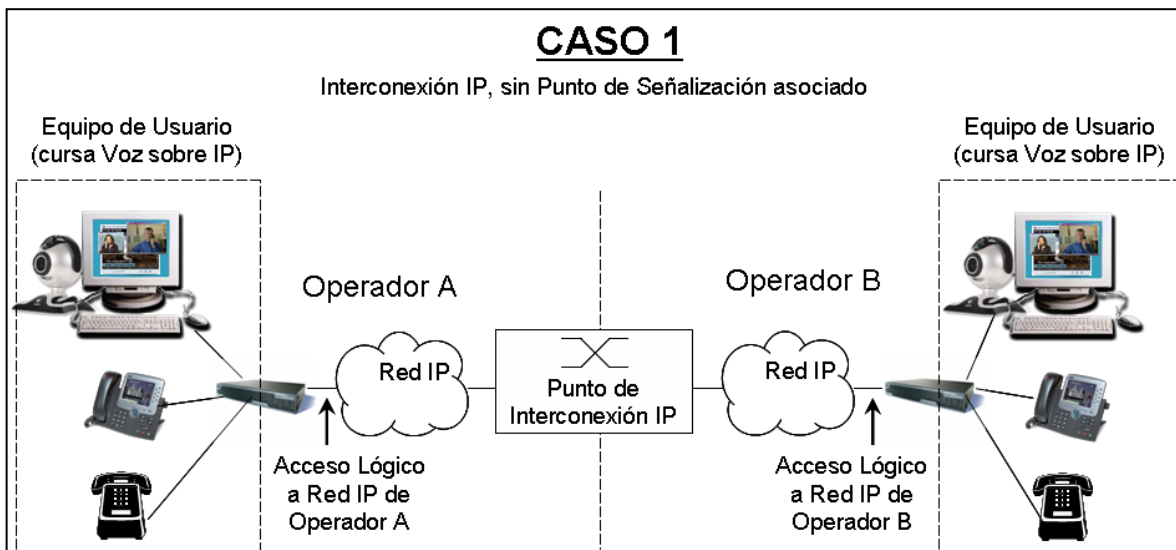 CASO 1
Interconexión IP, sin Punto de Señalización asociado
Equipo de Usuario
(cursa Voz sobre IP)
Equipo de Usuario
(cursa Voz sobre IP)
Operador A
Operador B
Red IP
Punto de
Interconexión IP
Red IP
Acceso Lógico
a Red IP de
Operador A
Acceso Lógico
a Red IP de
Operador B